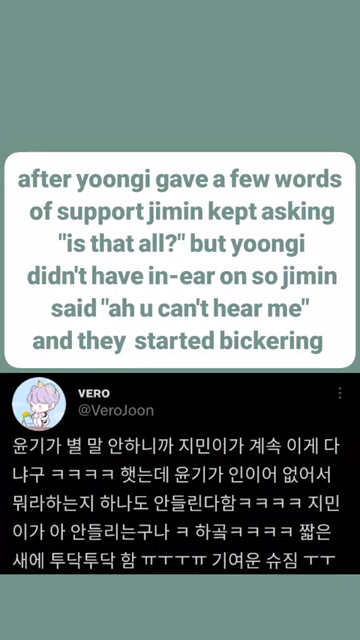 after yoongi gave a few words
of support jimin kept asking
"is that all?" but yoongi
didn't have in-ear on so jimin
said "ah u can't hear me"
and they started bickering
VERO
@VeroJoon
윤기가 별 말 안하니까 지민이가 계속 이게 다
냐구 ㅋㅋㅋㅋ 햇는데 윤기가 인이어 없어서
뭐라하는지 하나도 안들린다함ㅋㅋㅋㅋ 지민
이가 아 안들리는구나 ㅋ 하곸ㅋㅋㅋ 짧은
새에 투닥투닥 함 ㅠㅜㅜㅠ 기여운 슈짐 ㅜㅜ